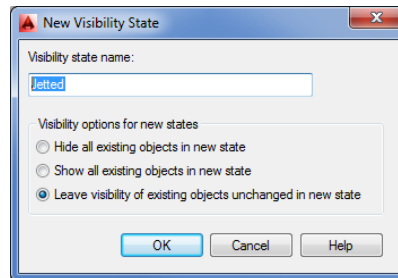 New Visibility State
Visibility state name:
Jetted
Visibility options for new states
Hide all existing objects in new state
Show all existing objects in new state
Leave visibility of existing objects unchanged in new state
OK Cancel Help